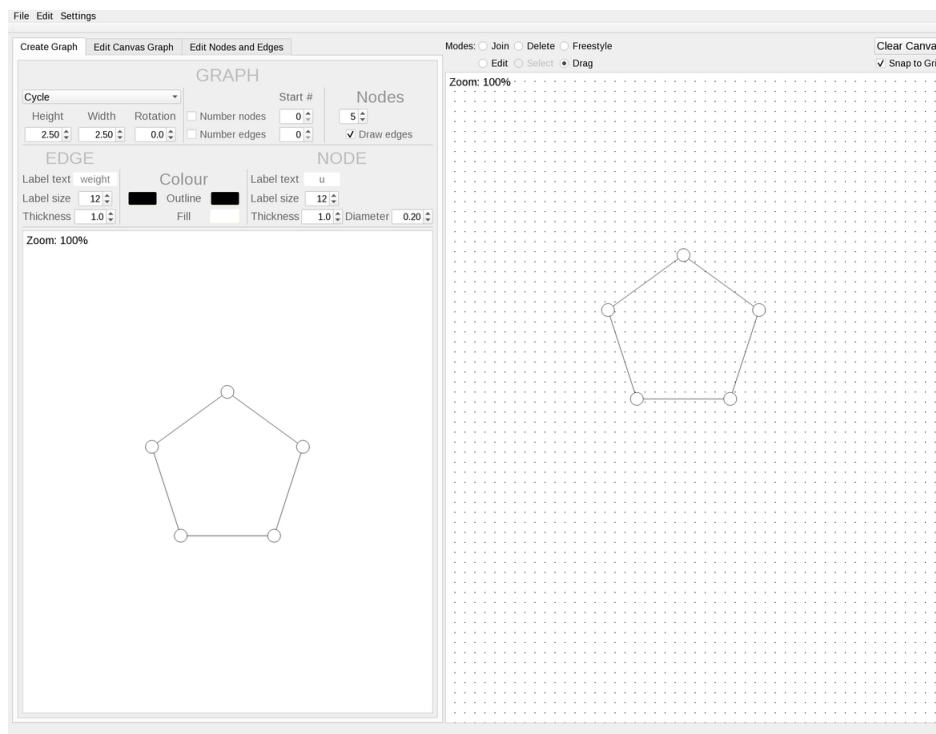 File Edit Settings
Create Graph Edit Canvas Graph Edit Nodes and Edges
Modes: Join Delete Freestyle
Clear Canva
Edit Select Drag
Snap to Gri
GRAPH
Cycle
Start #
Nodes
Height Width Rotation Number nodes 0 5
2.50 2.50 0.0 Number edges 0 Draw edges
EDGE NODE
Label text weight Colour Label text u
Label size 12 Outline Label size 12
Thickness 1.0 Fill Thickness 1.0 Diameter 0.20
Zoom: 100%
Zoom: 100%